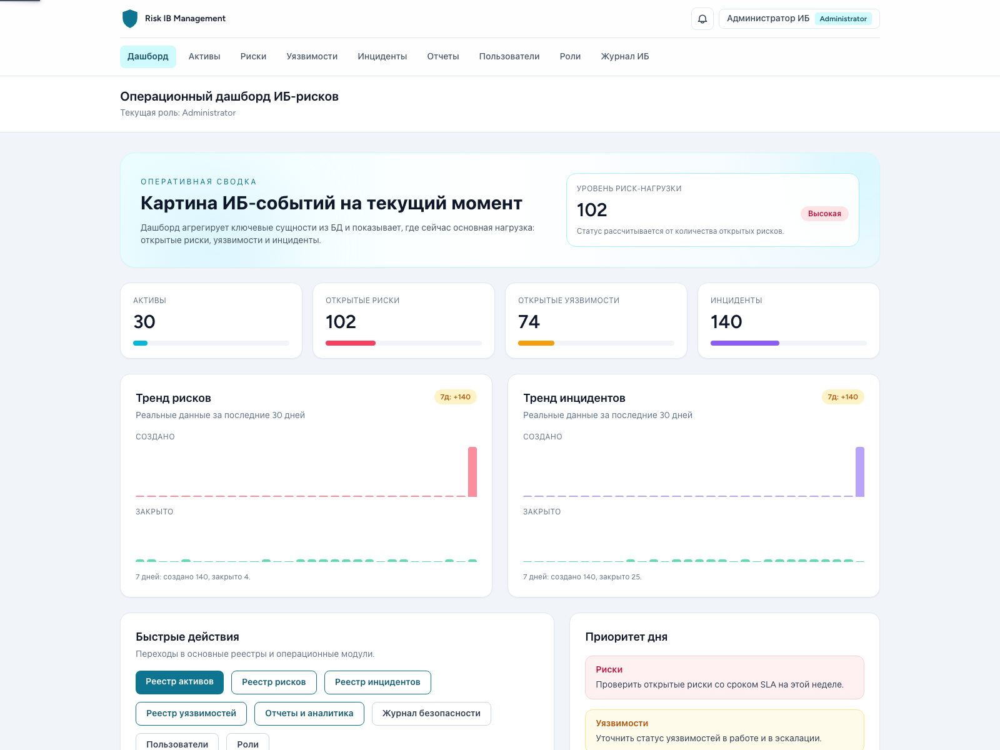 Risk IB Management
Администратор ИБ Administrator
Дашборд Активы Риски Уязвимости Инциденты Отчеты Пользователи Роли Журнал ИБ
Операционный дашборд ИБ-рисков
Текущая роль: Administrator
ОПЕРАТИВНАЯ СВОДКА
Картина ИБ-событий на текущий момент
Дашборд агрегирует ключевые сущности из БД и показывает, где сейчас основная нагрузка:
открытые риски, уязвимости и инциденты.
УРОВЕНЬ РИСК-НАГРУЗКИ
102
Высокая
Статус рассчитывается от количества открытых рисков.
АКТИВЫ
30
ОТКРЫТЫЕ РИСКИ
102
ОТКРЫТЫЕ УЯЗВИМОСТИ
74
ИНЦИДЕНТЫ
140
Тренд рисков
7д: +140
Реальные данные за последние 30 дней
СОЗДАНО
ЗАКРЫТО
7 дней: создано 140, закрыто 4.
Тренд инцидентов
7д: +140
Реальные данные за последние 30 дней
СОЗДАНО
ЗАКРЫТО
7 дней: создано 140, закрыто 25.
Быстрые действия
Переходы в основные реестры и операционные модули.
Реестр активов Реестр рисков Реестр инцидентов
Реестр уязвимостей Отчеты и аналитика Журнал безопасности
Пользователи Роли
Приоритет дня
Риски
Проверить открытые риски со сроком SLA на этой неделе.
Уязвимости
Уточнить статус уязвимостей в работе и в эскалации.